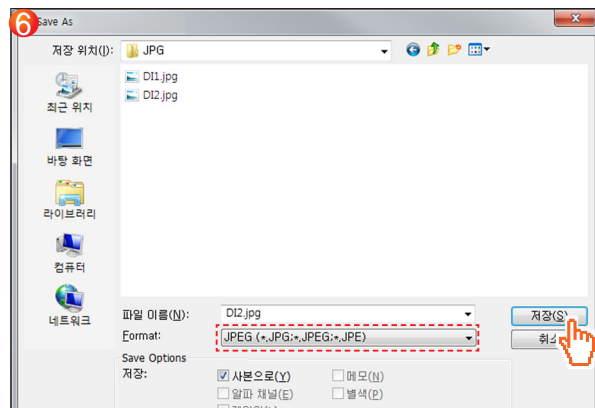 6
Save As
저장 위치(I): JPG
DI1.jpg
DI2.jpg
최근 위치
바탕 화면
라이브러리
컴퓨터
네트워크
파일 이름(N): DI2.jpg 저장(S)
Format: JPEG (*,JPG;*,JPEG;*,JPE)
Save Options
저장: 사본으로(Y) 메모(N)
알파 채널(E) 별색(P)